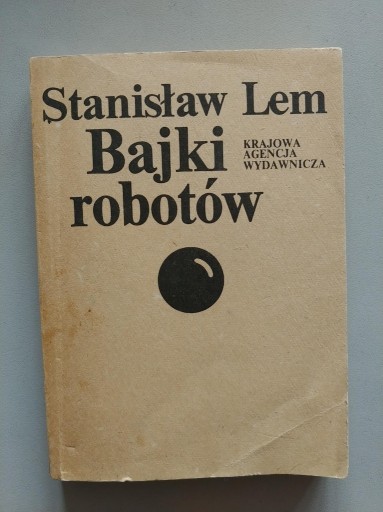 Stanisław Lem
Bajki
robotów
KRAJOWA
AGENCJA
WYDAWNICZA